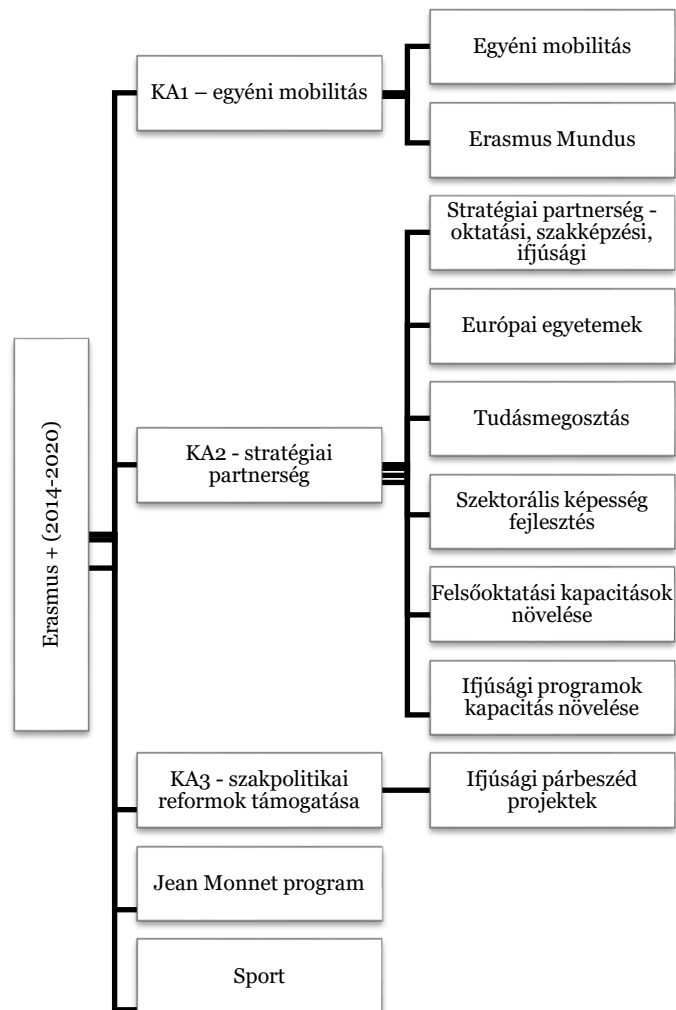 Erasmus + (2014-2020)
KA1 – egyéni mobilitás
Egyéni mobilitás
Erasmus Mundus
KA2 - stratégiai
partnerség
Stratégiai partnerség -
oktatási, szakképzési,
ifjúsági
Európai egyetemek
Tudásmegosztás
Szektorális képesség
fejlesztés
Felsőoktatási kapacitások
növelése
Ifjúsági programok
kapacitás növelése
KA3 - szakpolitikai
reformok támogatása
Ifjúsági párbeszéd
projektek
Jean Monnet program
Sport